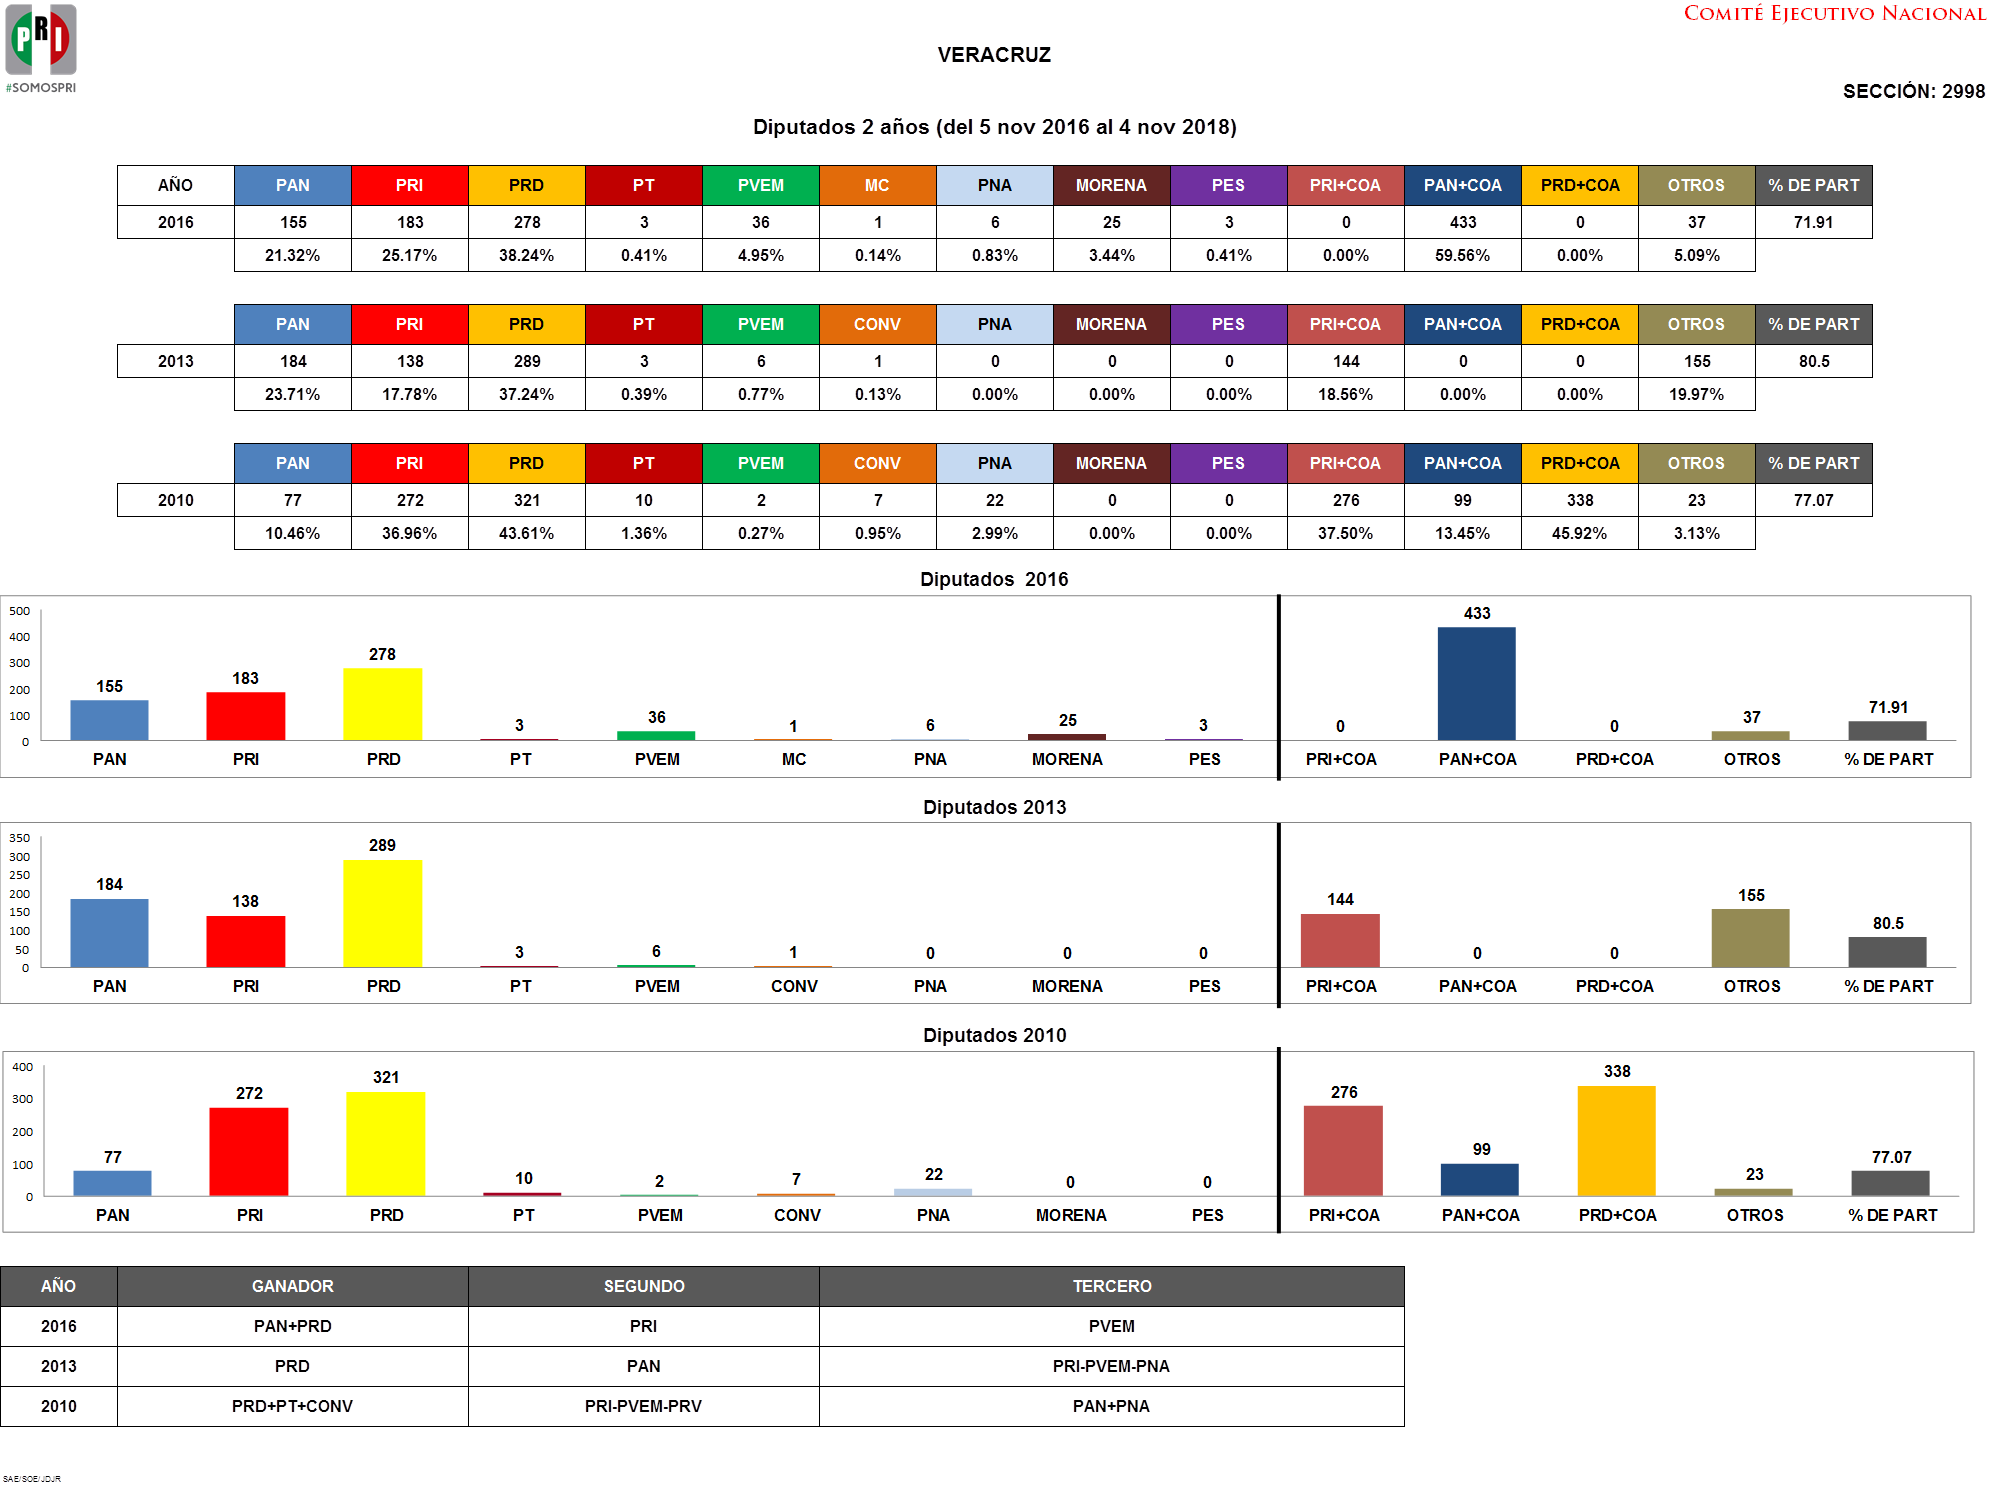 COMITÉ EJECUTIVO NACIONAL
PRI
#SOMOSPRI
VERACRUZ
SECCIÓN: 2998
Diputados 2 años (del 5 nov 2016 al 4 nov 2018)
AÑO PAN PRI PRD PT PVEM MC PNA MORENA PES PRI+COA PAN+COA PRD+COA OTROS % DE PART
2016 155 183 278 3 36 1 6 25 3 0 433 0 37 71.91
21.32% 25.17% 38.24% 0.41% 4.95% 0.14% 0.83% 3.44% 0.41% 0.00% 59.56% 0.00% 5.09%
PAN PRI PRD PT PVEM CONV PNA MORENA PES PRI+COA PAN+COA PRD+COA OTROS % DE PART
2013 184 138 289 3 6 1 0 0 0 144 0 0 155 80.5
23.71% 17.78% 37.24% 0.39% 0.77% 0.13% 0.00% 0.00% 0.00% 18.56% 0.00% 0.00% 19.97%
PAN PRI PRD PT PVEM CONV PNA MORENA PES PRI+COA PAN+COA PRD+COA OTROS % DE PART
2010 77 272 321 10 2 7 22 0 0 276 99 338 23 77.07
10.46% 36.96% 43.61% 1.36% 0.27% 0.95% 2.99% 0.00% 0.00% 37.50% 13.45% 45.92% 3.13%
Diputados 2016
500
400
300
200
100
0
155 183 278 3 36 1 6 25 3 0 433 0 37 71.91
PAN PRI PRD PT PVEM MC PNA MORENA PES PRI+COA PAN+COA PRD+COA OTROS % DE PART
Diputados 2013
350
300
250
200
150
100
50
0
184 138 289 3 6 1 0 0 0 144 0 0 155 80.5
PAN PRI PRD PT PVEM CONV PNA MORENA PES PRI+COA PAN+COA PRD+COA OTROS % DE PART
Diputados 2010
400
300
200
100
0
77 272 321 10 2 7 22 0 0 276 99 338 23 77.07
PAN PRI PRD PT PVEM CONV PNA MORENA PES PRI+COA PAN+COA PRD+COA OTROS % DE PART
AÑO GANADOR SEGUNDO TERCERO
2016 PAN+PRD PRI PVEM
2013 PRD PAN PRI-PVEM-PNA
2010 PRD+PT+CONV PRI-PVEM-PRV PAN+PNA
SAE/SOE/JDJR